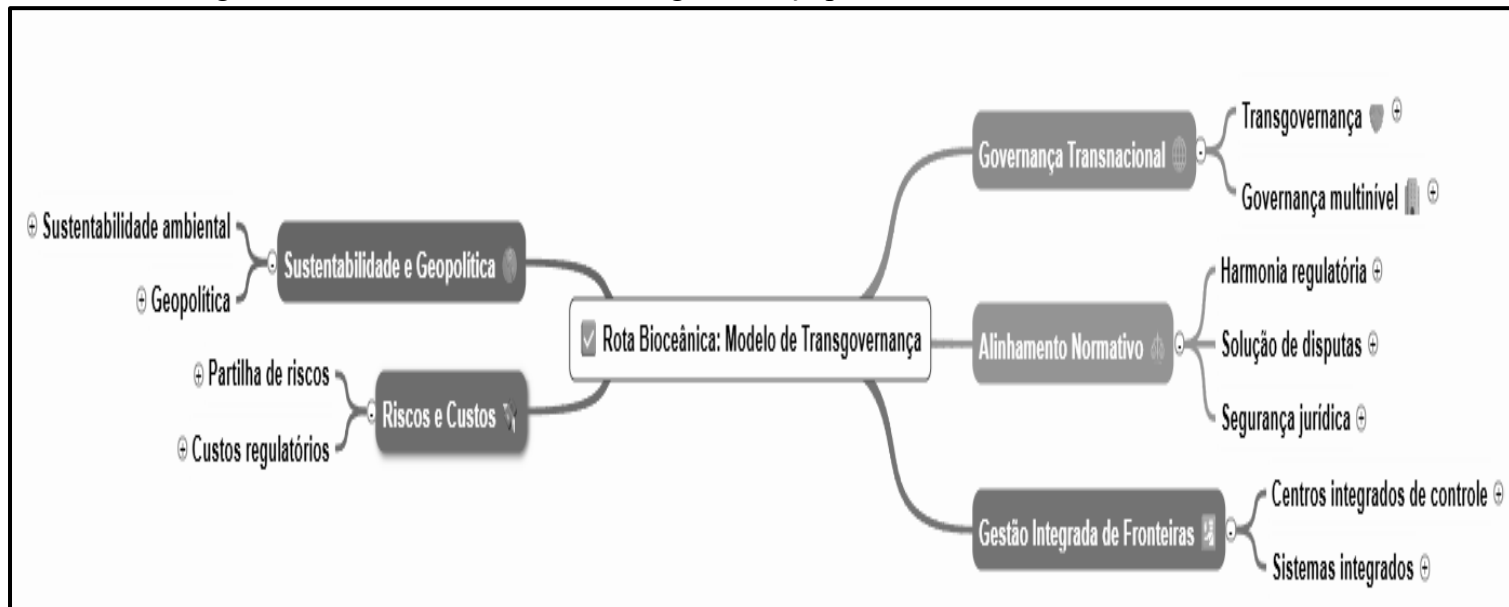 Governança Transnacional
Transgovernança
Governança multinível
Sustentabilidade ambiental
Geopolítica
Sustentabilidade e Geopolítica
Rota Bioceânica: Modelo de Transgovernança
Alinhamento Normativo
Harmonia regulatória
Solução de disputas
Segurança jurídica
Partilha de riscos
Custos regulatórios
Riscos e Custos
Gestão Integrada de Fronteiras
Centros integrados de controle
Sistemas integrados